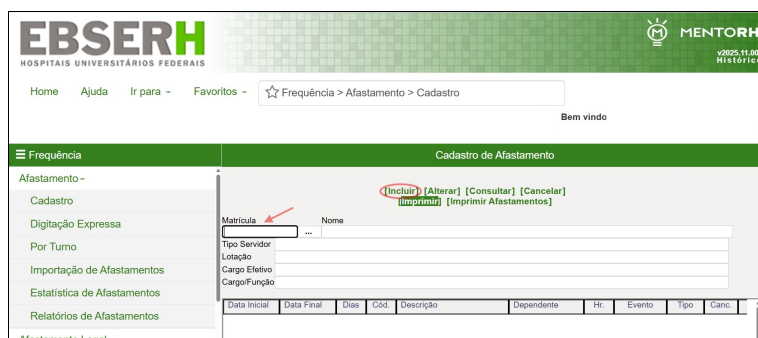 EBSERH
HOSPITAIS UNIVERSITÁRIOS FEDERAIS
MENTORH
v2025.11.00
Histórico
Home Ajuda Ir para Favoritos Frequência > Afastamento > Cadastro
Bem vindo
Frequência
Cadastro de Afastamento
Afastamento
Cadastro
Digitação Expressa
Por Turno
Importação de Afastamentos
Estatística de Afastamentos
Relatórios de Afastamentos
[Incluir] [Alterar] [Consultar] [Cancelar]
[Imprimir] [Imprimir Afastamentos]
Matrícula Nome
...
Tipo Servidor
Lotação
Cargo Efetivo
Cargo/Função
Data Inicial Data Final Dias Cód. Descrição Dependente Hr. Evento Tipo Canc.